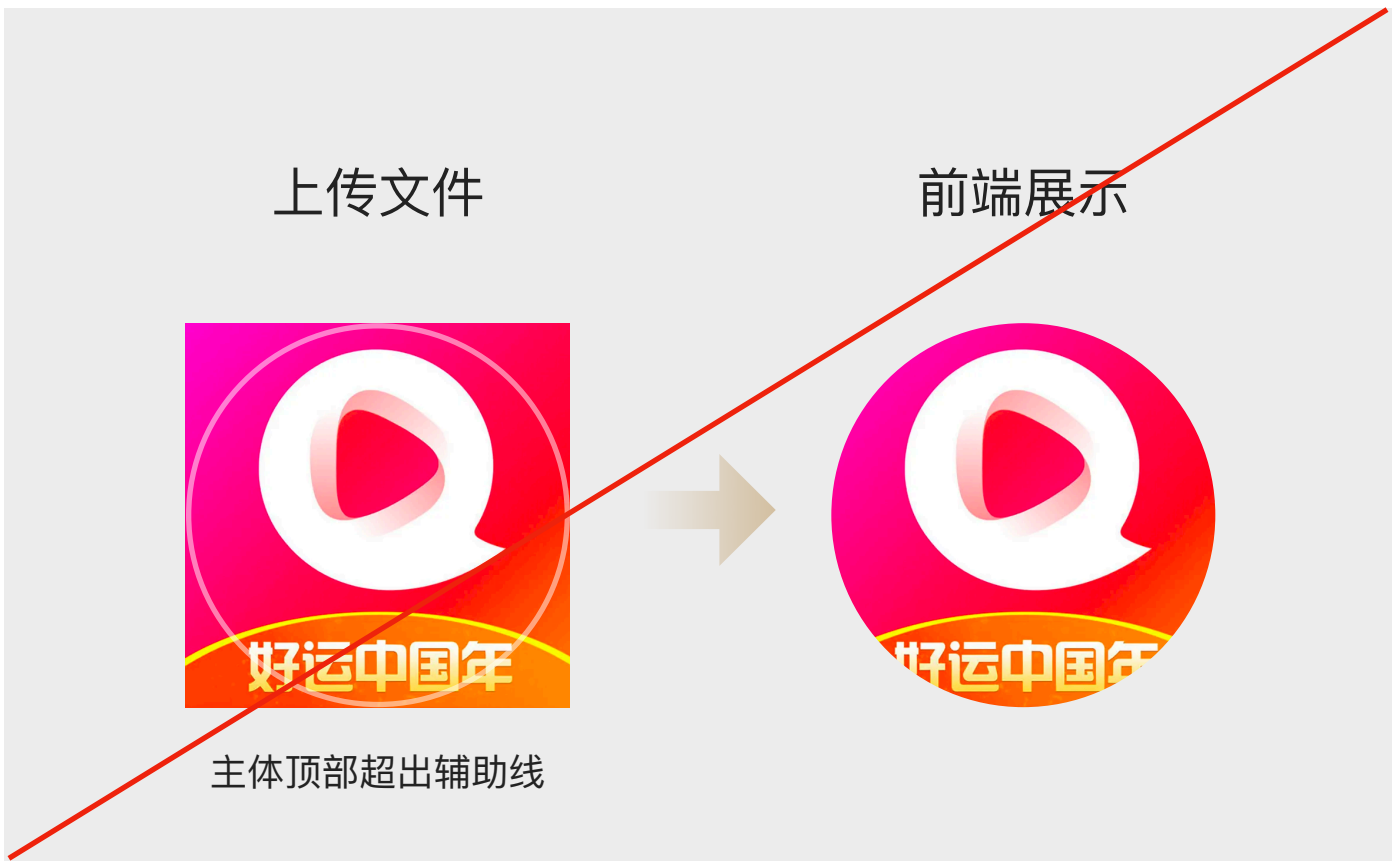 上传文件
前端展示
好运中国年
好运中国年
主体顶部超出辅助线